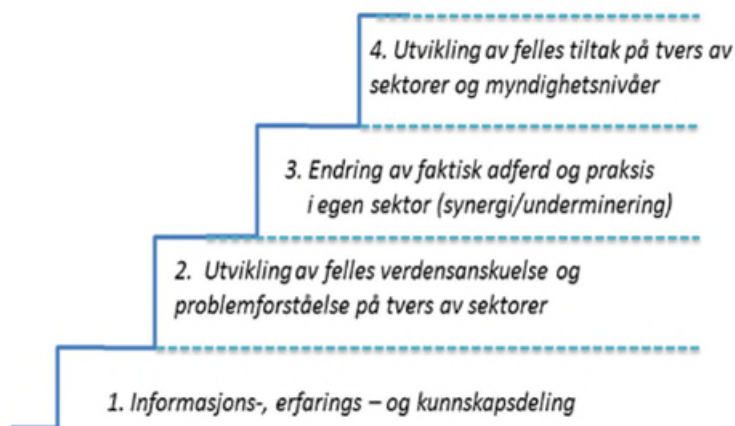 4. Utvikling av felles tiltak på tvers av
sektorer og myndighetsnivåer
3. Endring av faktisk adferd og praksis
i egen sektor (synergi/underminering)
2. Utvikling av felles verdensanskuelse og
problemforståelse på tvers av sektorer
1. Informasjons-, erfarings – og kunnskapsdeling